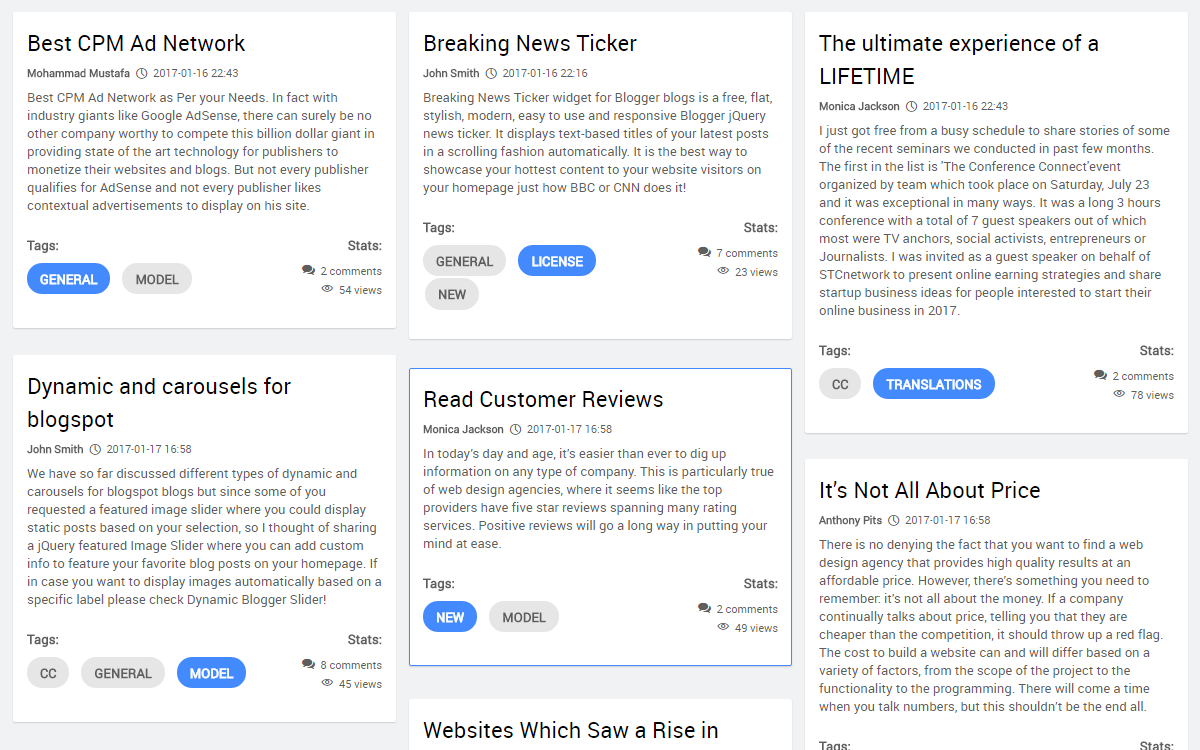 Best CPM Ad Network
Mohammad Mustafa 2017-01-16 22:43
Best CPM Ad Network as Per your Needs. In fact with
industry giants like Google AdSense, there can surely be no
other company worthy to compete this billion dollar giant in
providing state of the art technology for publishers to
monetize their websites and blogs. But not every publisher
qualifies for AdSense and not every publisher likes
contextual advertisements to display on his site.
Tags: Stats:
GENERAL MODEL 2 comments
54 views
Dynamic and carousels for
blogspot
John Smith 2017-01-17 16:58
We have so far discussed different types of dynamic and
carousels for blogspot blogs but since some of you
requested a featured image slider where you could display
static posts based on your selection, so I thought of sharing
a jQuery featured Image Slider where you can add custom
info to feature your favorite blog posts on your homepage. If
in case you want to display images automatically based on a
specific label please check Dynamic Blogger Slider!
Tags: Stats:
CC GENERAL MODEL 8 comments
45 views
Breaking News Ticker
John Smith 2017-01-16 22:16
Breaking News Ticker widget for Blogger blogs is a free, flat,
stylish, modern, easy to use and responsive Blogger jQuery
news ticker. It displays text-based titles of your latest posts
in a scrolling fashion automatically. It is the best way to
showcase your hottest content to your website visitors on
your homepage just how BBC or CNN does it!
Tags: Stats:
GENERAL LICENSE 7 comments
23 views
NEW
Read Customer Reviews
Monica Jackson 2017-01-17 16:58
In today's day and age, it's easier than ever to dig up
information on any type of company. This is particularly true
of web design agencies, where it seems like the top
providers have five star reviews spanning many rating
services. Positive reviews will go a long way in putting your
mind at ease.
Tags: Stats:
NEW MODEL 2 comments
49 views
Websites Which Saw a Rise in
The ultimate experience of a
LIFETIME
Monica Jackson 2017-01-16 22:43
I just got free from a busy schedule to share stories of some
of the recent seminars we conducted in past few months.
The first in the list is 'The Conference Connect'event
organized by team which took place on Saturday, July 23
and it was exceptional in many ways. It was a long 3 hours
conference with a total of 7 guest speakers out of which
most were TV anchors, social activists, entrepreneurs or
Journalists. I was invited as a guest speaker on behalf of
STCnetwork to present online earning strategies and share
startup business ideas for people interested to start their
online business in 2017.
Tags: Stats:
CC TRANSLATIONS 2 comments
78 views
It's Not All About Price
Anthony Pits 2017-01-17 16:58
There is no denying the fact that you want to find a web
design agency that provides high quality results at an
affordable price. However, there's something you need to
remember: it's not all about the money. If a company
continually talks about price, telling you that they are
cheaper than the competition, it should throw up a red flag.
The cost to build a website can and will differ based on a
variety of factors, from the scope of the project to the
functionality to the programming. There will come a time
when you talk numbers, but this shouldn't be the end all.
Tags: Stats: